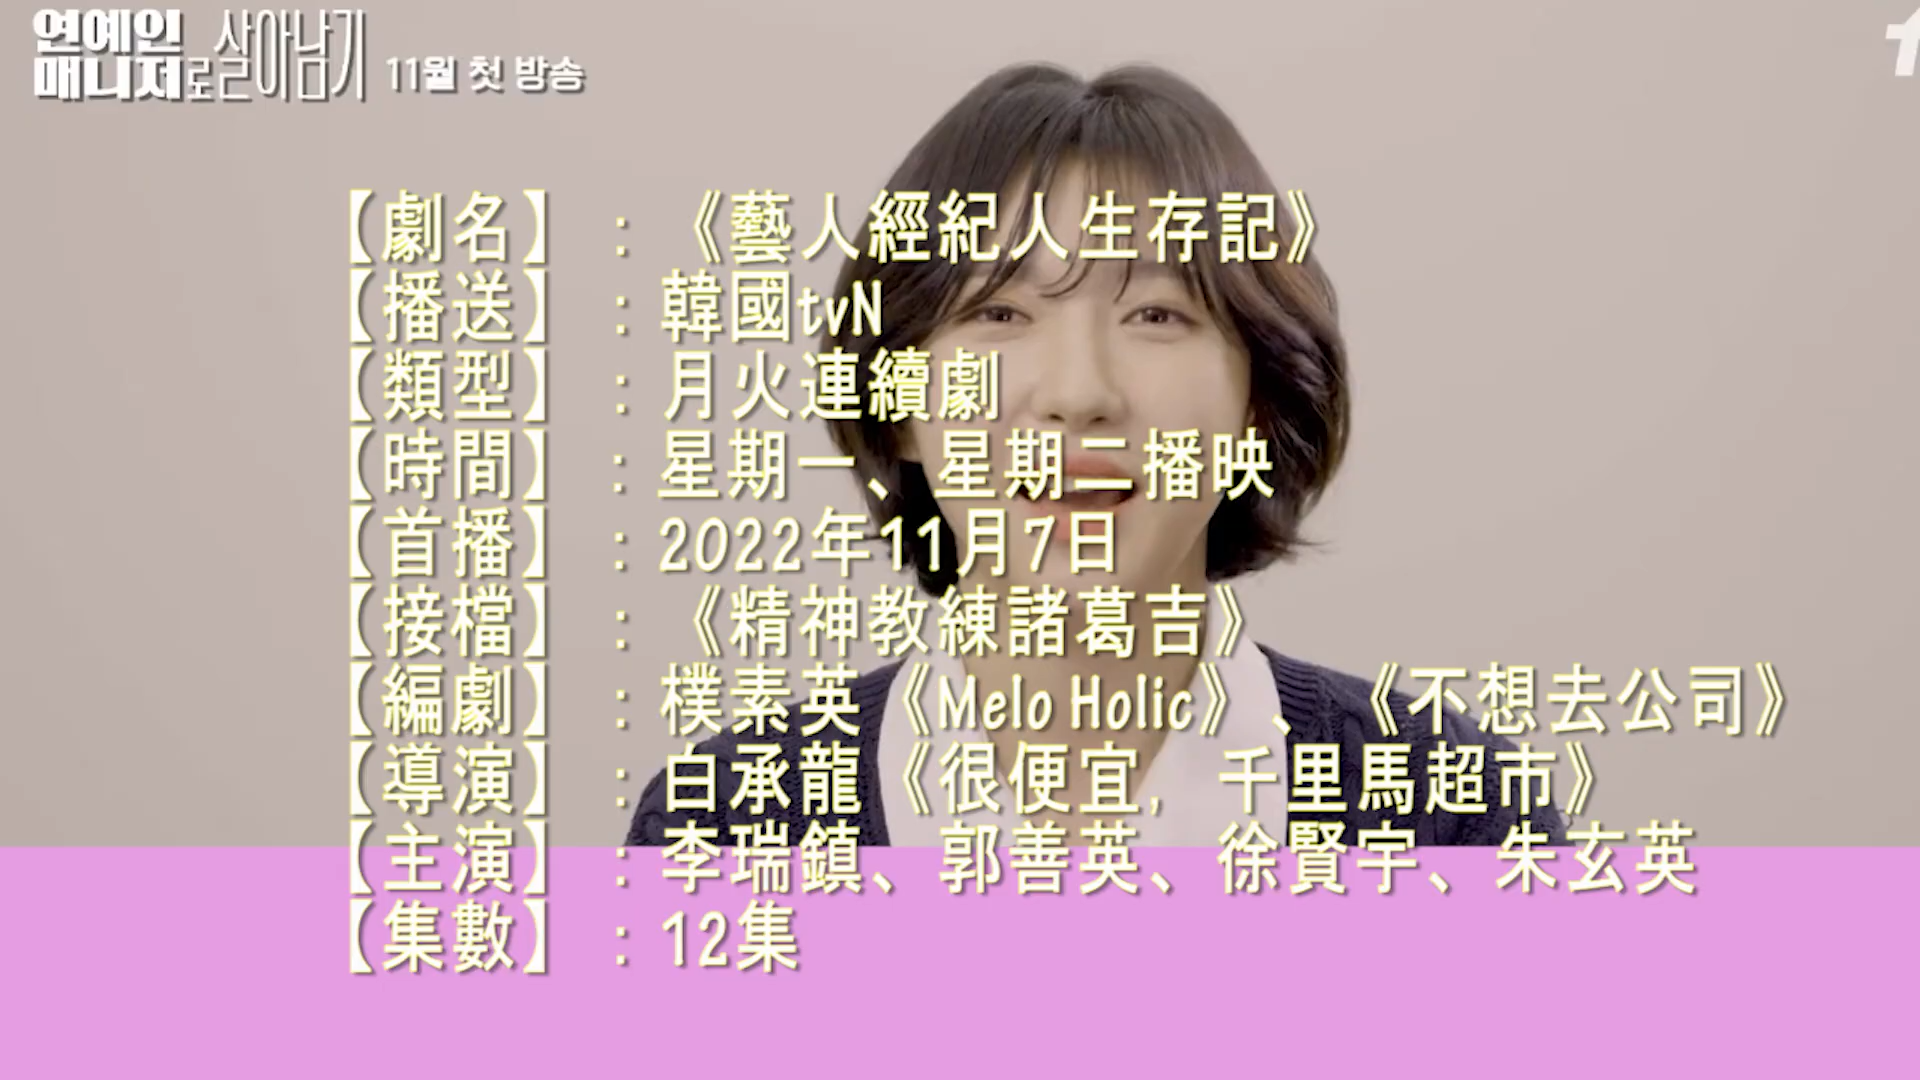 연예인
매니저로 살아남기 11월 첫 방송
【劇名】 : 《藝人經紀人生存記》
【播送】 : 韓國tvN
【類型】 : 月火連續劇
【時間】 : 星期一、星期二播映
【首播】 : 2022年11月7日
【接檔】 : 《精神教練諸葛吉》
【編劇】 : 樸素英《Melo Holic》、《不想去公司》
【導演】 : 白承龍《很便宜, 千里馬超市》
【主演】 : 李瑞鎮、郭善英、徐賢宇、朱玄英
【集數】 : 12集